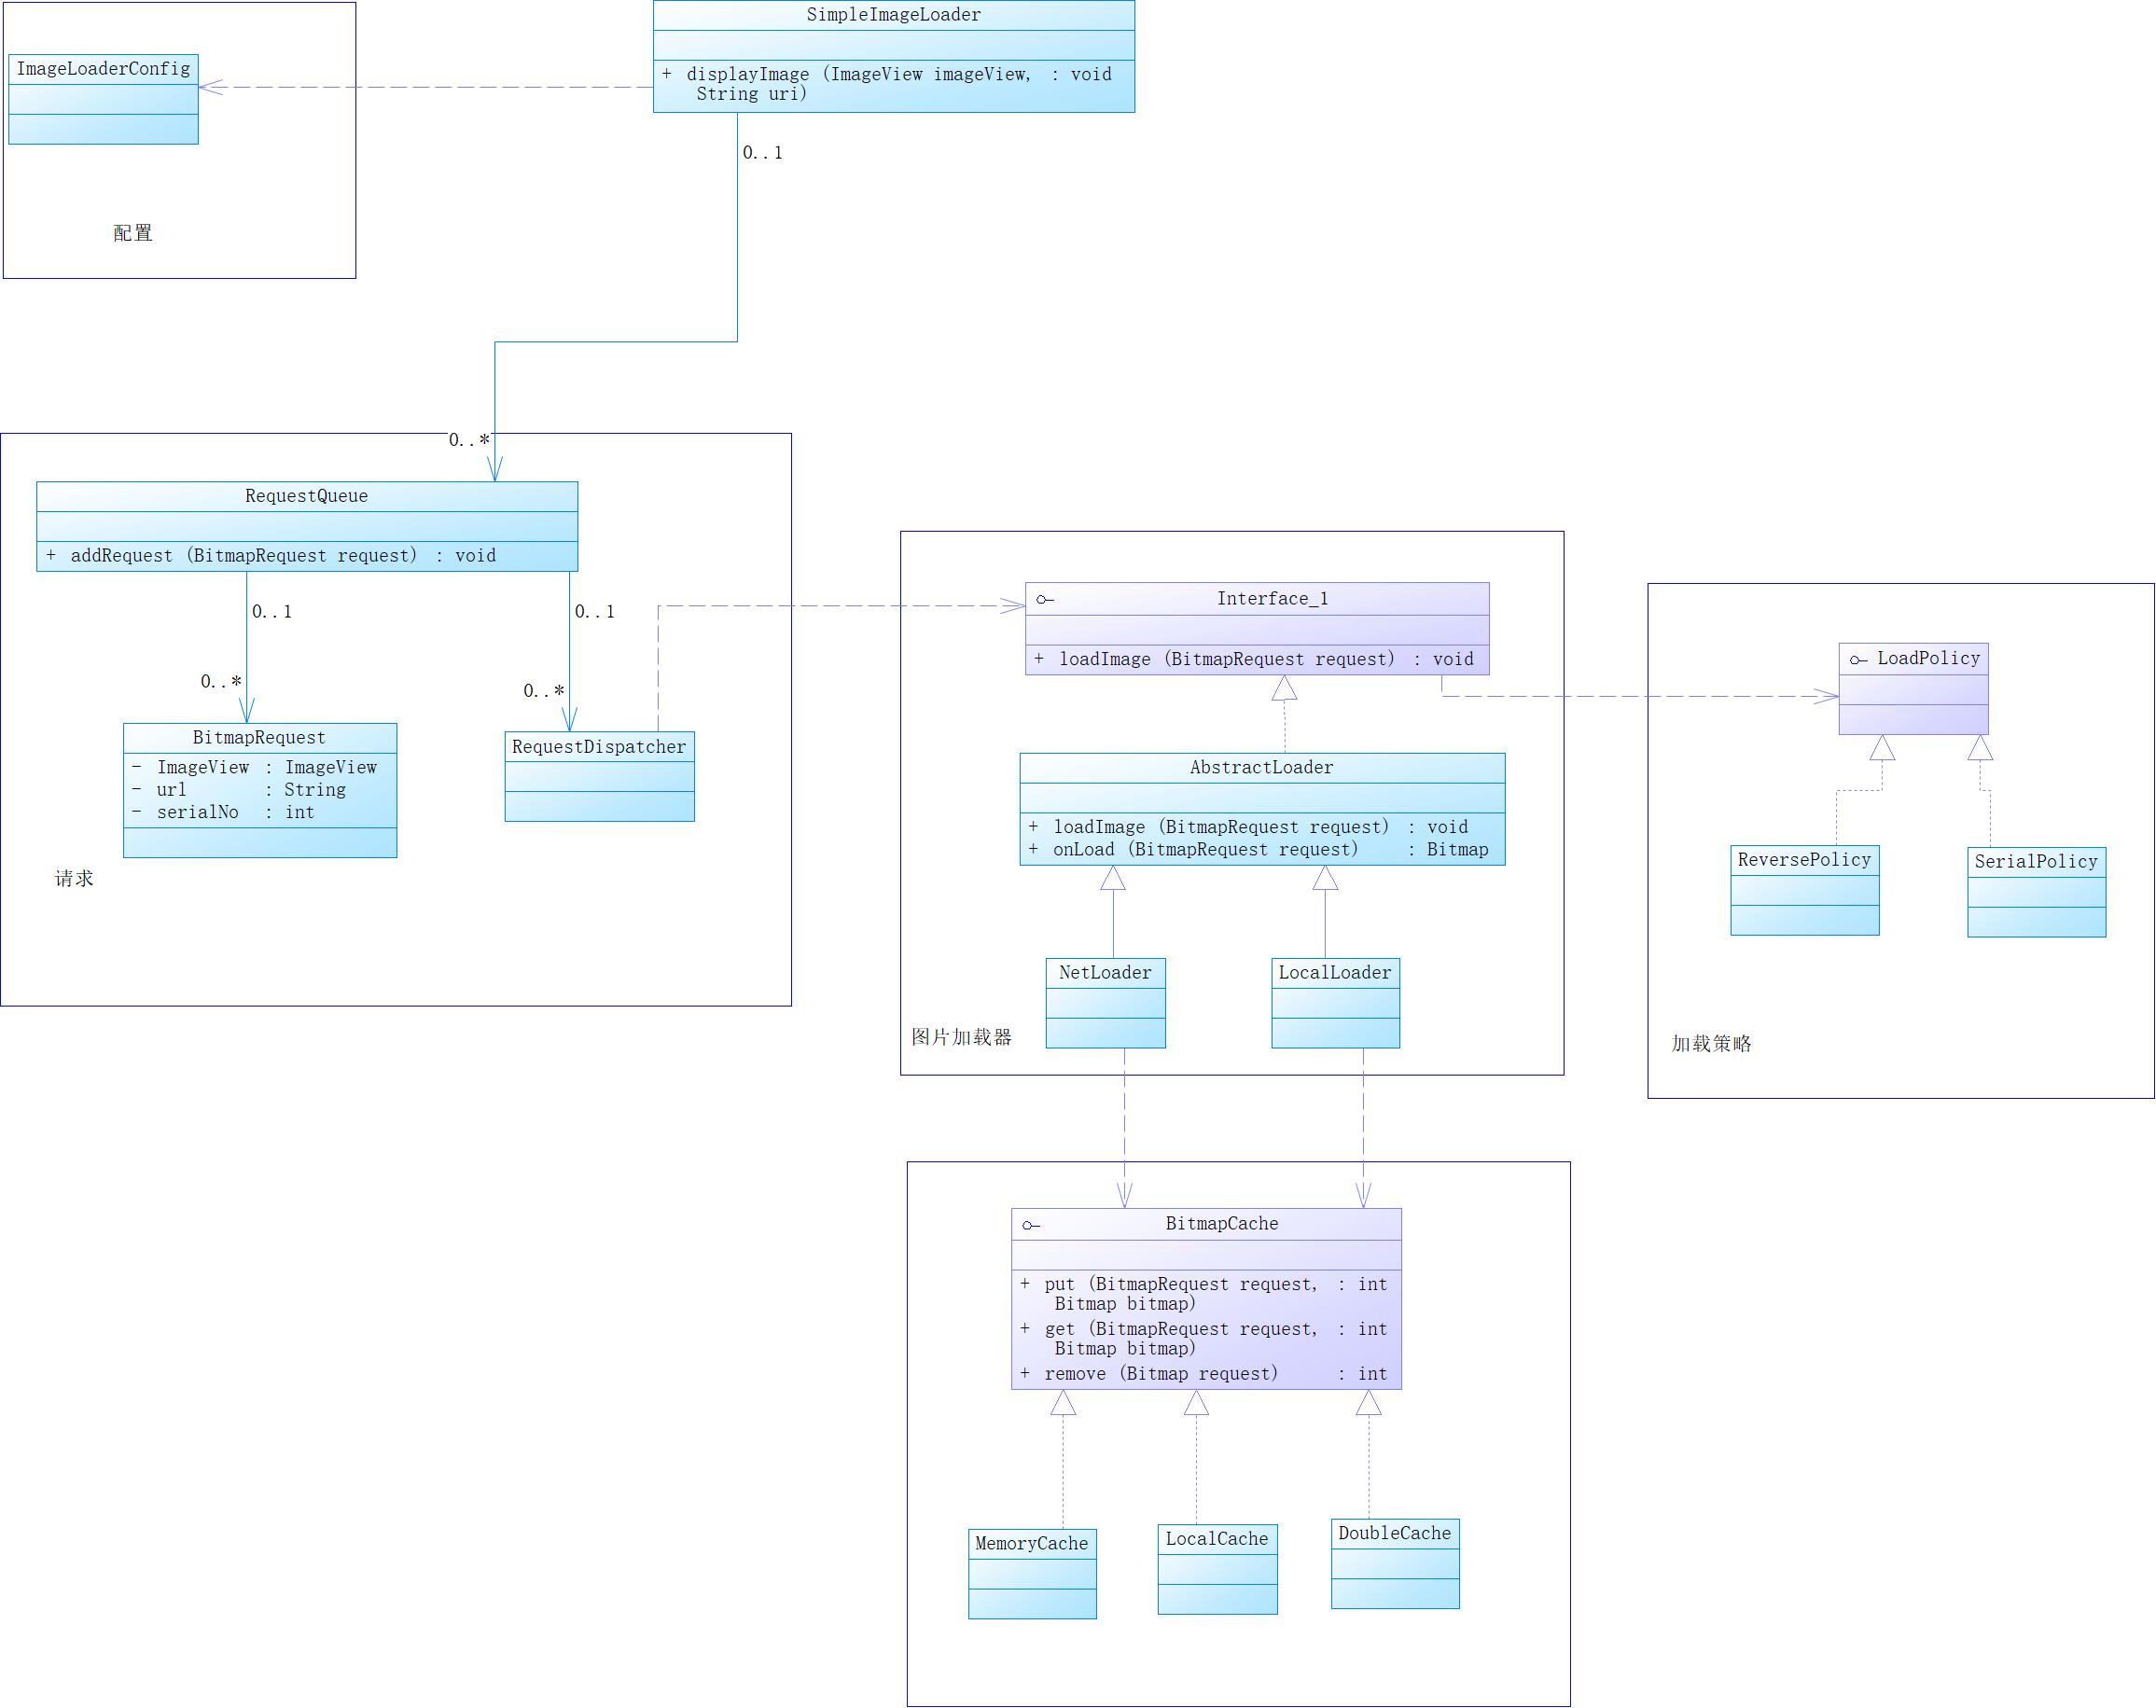 SimpleImageLoader
+ displayImage (ImageView imageView, : void
String uri)
ImageLoaderConfig
配置
0..1
0..*
RequestQueue
+ addRequest (BitmapRequest request) : void
0..1
0..*
0..1
0..*
BitmapRequest
- ImageView : ImageView
- url : String
- serialNo : int
RequestDispatcher
请求
Interface_1
+ loadImage (BitmapRequest request) : void
AbstractLoader
+ loadImage (BitmapRequest request) : void
+ onLoad (BitmapRequest request) : Bitmap
NetLoader
LocalLoader
图片加载器
LoadPolicy
ReversePolicy
SerialPolicy
加载策略
BitmapCache
+ put (BitmapRequest request, : int
Bitmap bitmap)
+ get (BitmapRequest request, : int
Bitmap bitmap)
+ remove (Bitmap request) : int
MemoryCache
LocalCache
DoubleCache